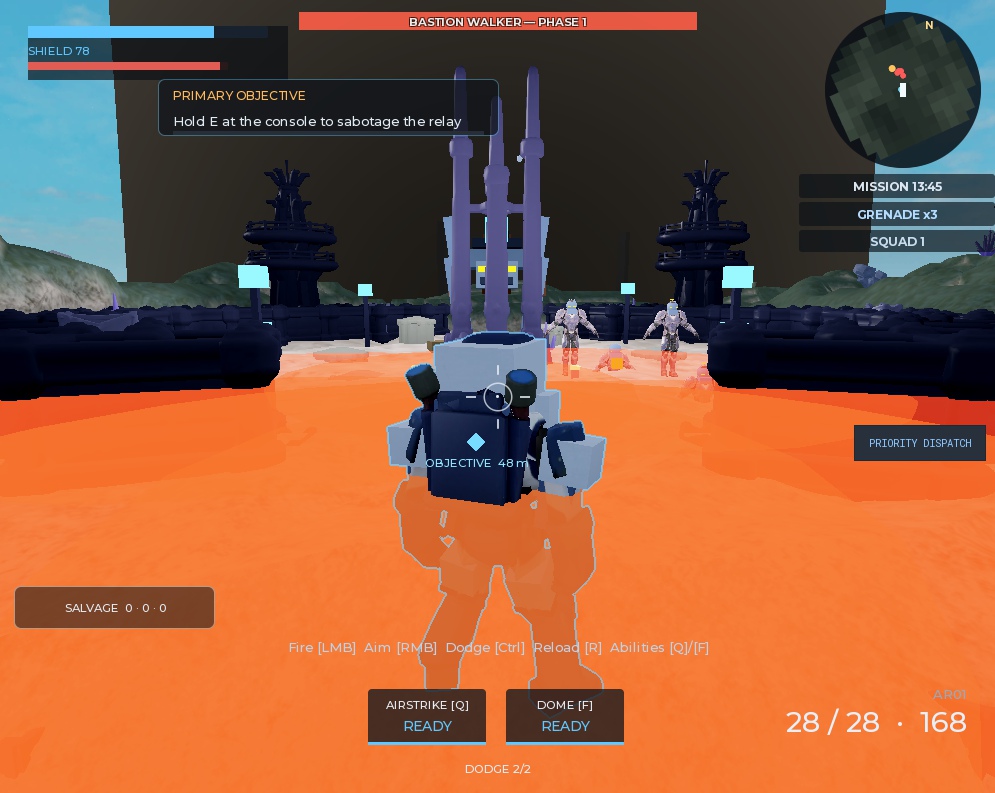 BASTION WALKER — PHASE 1
N
SHIELD 78
PRIMARY OBJECTIVE
Hold E at the console to sabotage the relay
MISSION 13:45
GRENADE x3
SQUAD 1
PRIORITY DISPATCH
OBJECTIVE 48 m
SALVAGE 0 · 0 · 0
Fire [LMB] Aim [RMB] Dodge [Ctrl] Reload [R] Abilities [Q]/[F]
AIRSTRIKE [Q]
READY
DOME [F]
READY
AR01
28 / 28 · 168
DODGE 2/2